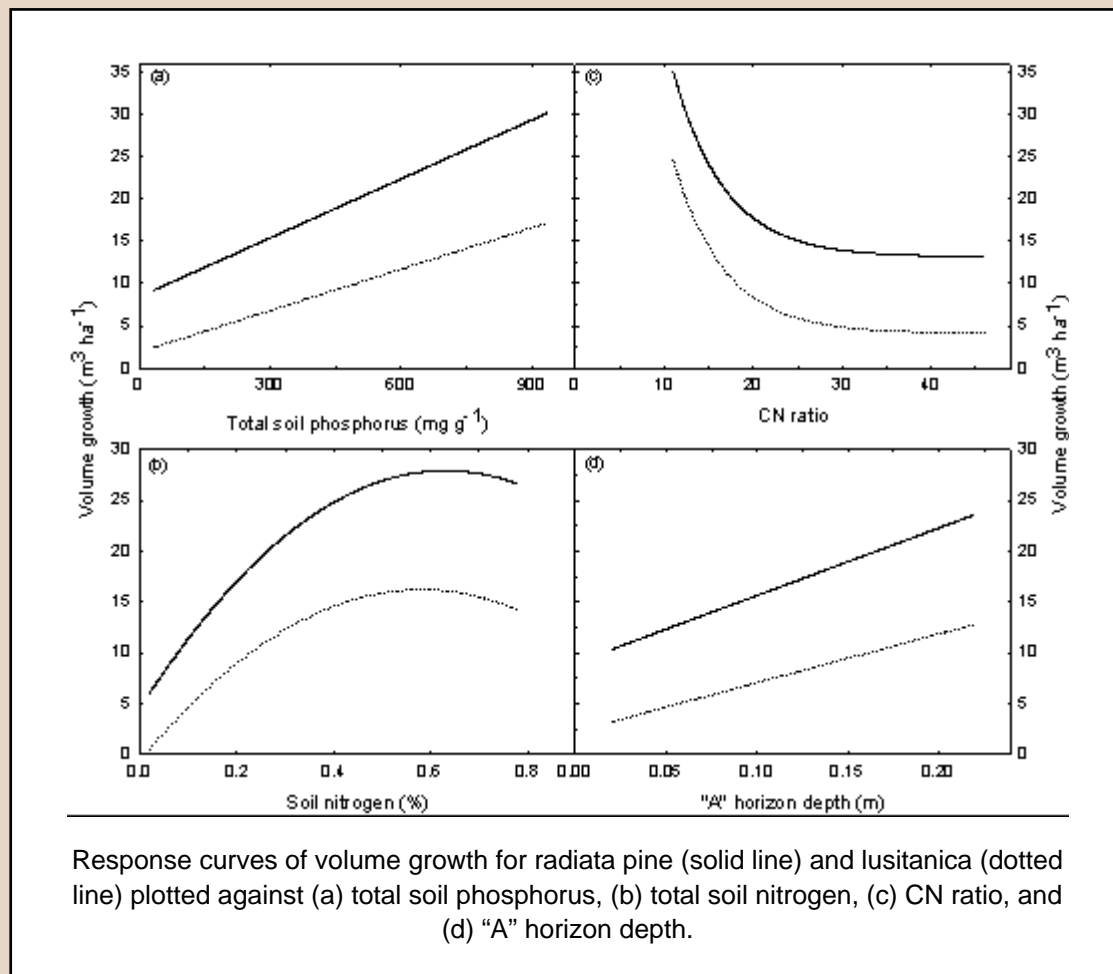 (a)
35
30
25
20
15
10
5
0
0 300 600 900
Total soil phosphorus (mg g⁻¹)
Volume growth (m³ ha⁻¹)
(c)
35
30
25
20
15
10
5
0
0 10 20 30 40
CN ratio
Volume growth (m³ ha⁻¹)
(b)
30
25
20
15
10
5
0
0.0 0.2 0.4 0.6 0.8
Soil nitrogen (%)
(d)
30
25
20
15
10
5
0
0.00 0.05 0.10 0.15 0.20
"A" horizon depth (m)
Response curves of volume growth for radiata pine (solid line) and lusitanica (dotted
line) plotted against (a) total soil phosphorus, (b) total soil nitrogen, (c) CN ratio, and
(d) “A” horizon depth.